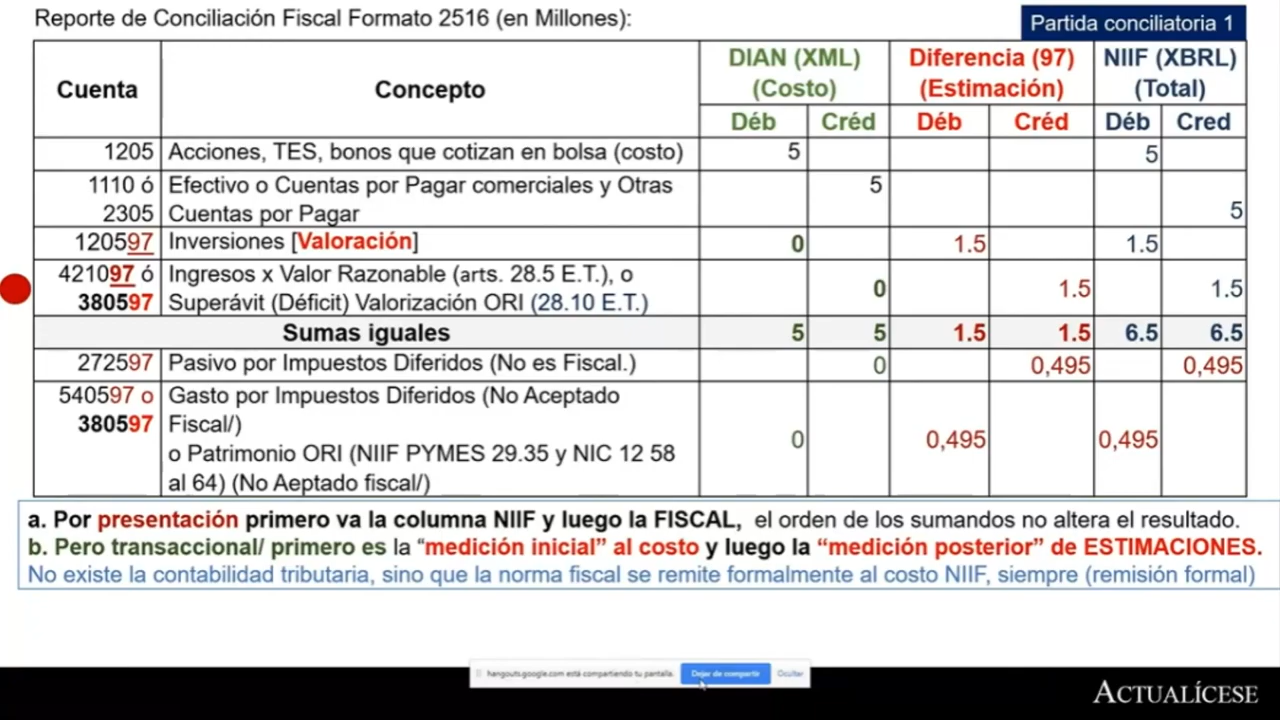 Reporte de Conciliación Fiscal Formato 2516 (en Millones):
Partida conciliatoria 1
Cuenta Concepto DIAN (XML) Diferencia (97) NIIF (XBRL)
(Costo) (Estimación) (Total)
Déb Créd Déb Créd Déb Cred
1205 Acciones, TES, bonos que cotizan en bolsa (costo) 5 5
1110 ó Efectivo o Cuentas por Pagar comerciales y Otras 5
2305 Cuentas por Pagar 5
120597 Inversiones [Valoración] 0 1.5 1.5
421097 ó Ingresos x Valor Razonable (arts. 28.5 E.T.), o 0 1.5 1.5
380597 Superávit (Déficit) Valorización ORI (28.10 E.T.)
Sumas iguales 5 5 1.5 1.5 6.5 6.5
272597 Pasivo por Impuestos Diferidos (No es Fiscal.) 0 0,495 0,495
540597 o Gasto por Impuestos Diferidos (No Aceptado
380597 Fiscal/)
o Patrimonio ORI (NIIF PYMES 29.35 y NIC 12 58 0 0,495 0,495
al 64) (No Aeptado fiscal/)
a. Por presentación primero va la columna NIIF y luego la FISCAL, el orden de los sumandos no altera el resultado.
b. Pero transaccional/ primero es la “medición inicial” al costo y luego la “medición posterior” de ESTIMACIONES.
No existe la contabilidad tributaria, sino que la norma fiscal se remite formalmente al costo NIIF, siempre (remisión formal)
hangouts.google.com está compartiendo tu pantalla. Dejar de compartir Ocultar
ACTUALÍCESE